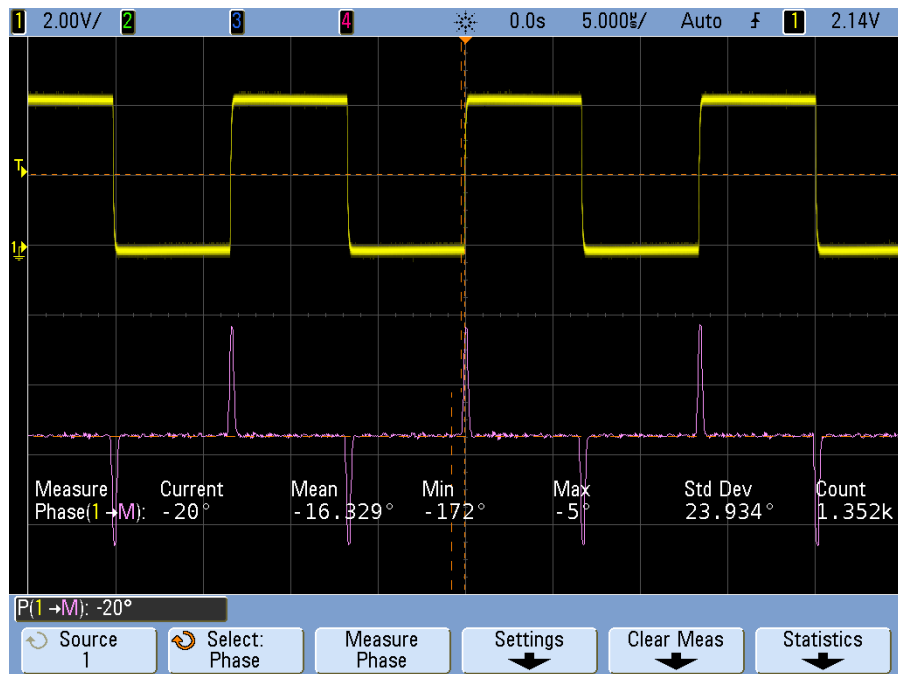 1 2.00V/ 2 3 4 0.0s 5.000㎲/ Auto 1 2.14V
T
1
Measure Current Mean Min Max Std Dev Count
Phase(1→M): -20° -16.329° -172° -5° 23.934° 1.352k
P(1→M): -20°
Source Select: Measure Settings Clear Meas Statistics
1 Phase Phase